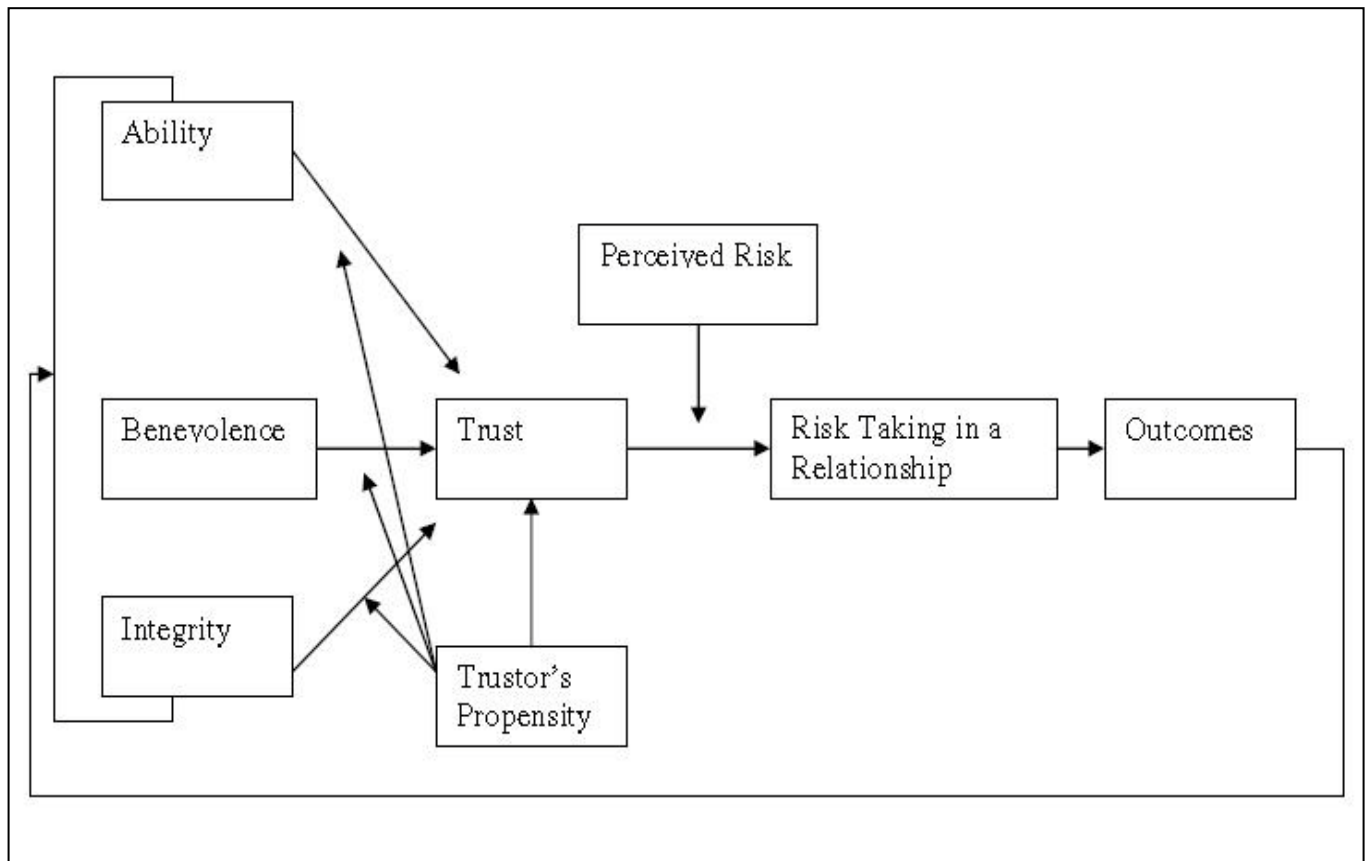 Ability
Perceived Risk
Benevolence
Trust
Risk Taking in a
Relationship
Outcomes
Integrity
Trustor’s
Propensity